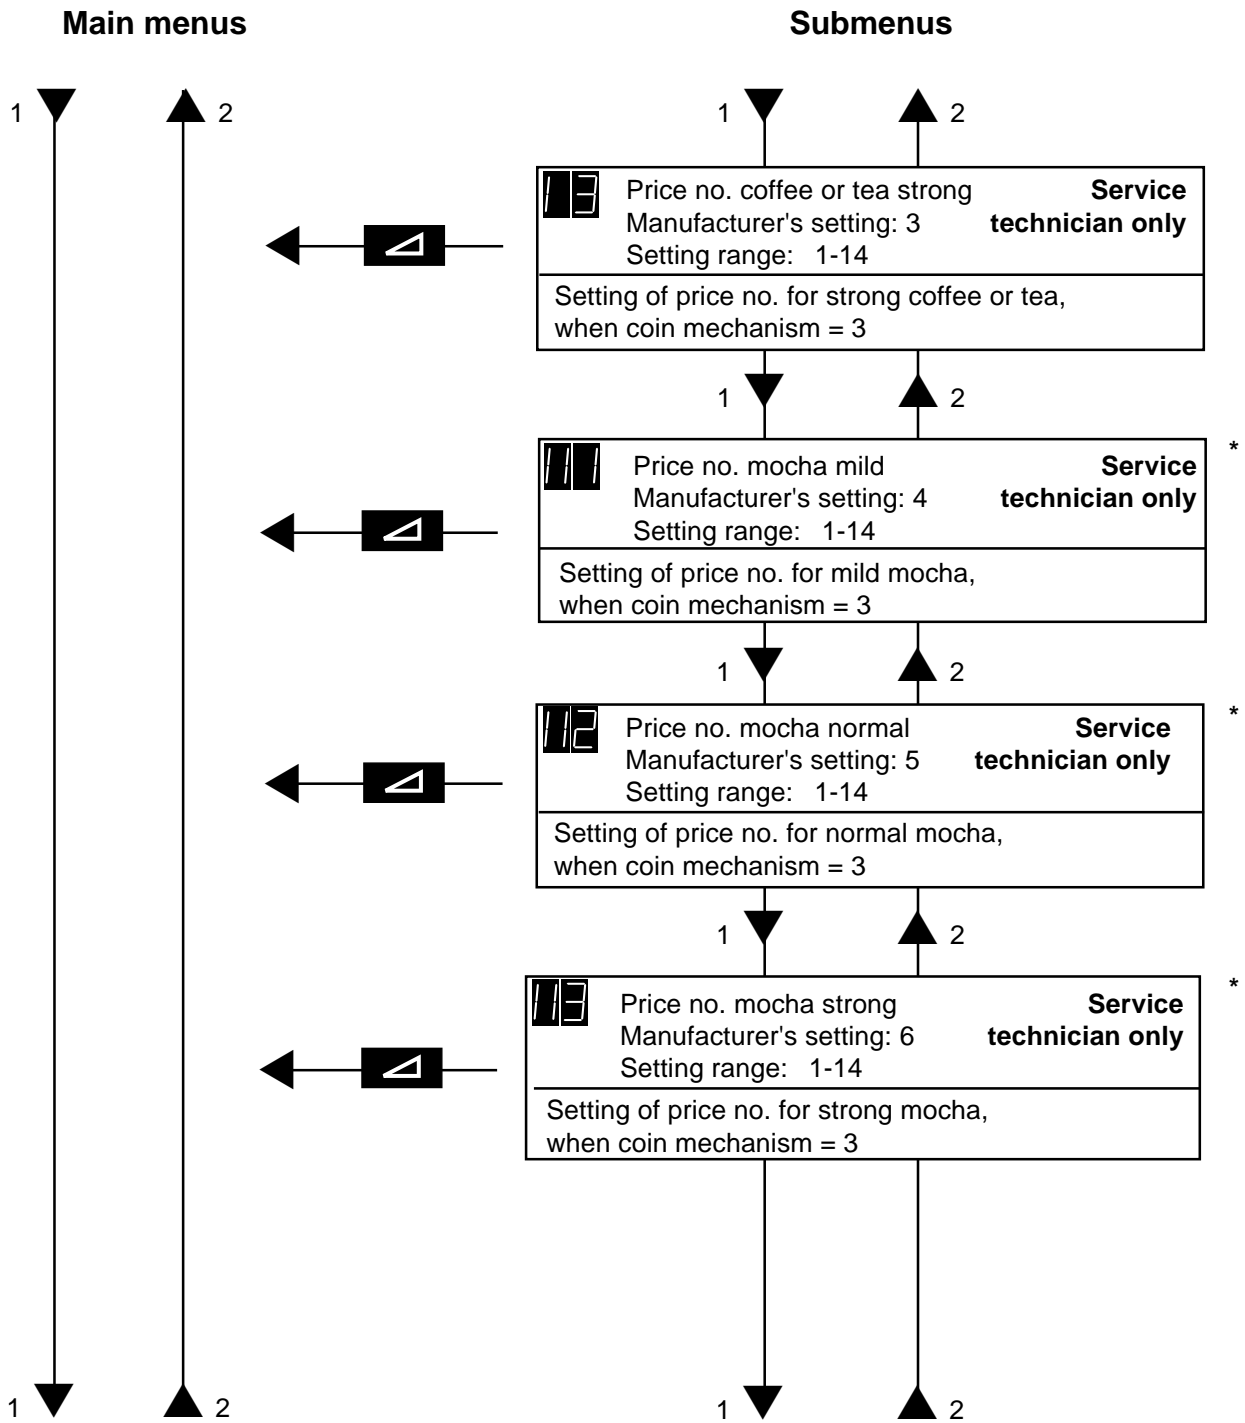 Main menus
Submenus
1 2 1 2
13
Price no. coffee or tea strong Service
Manufacturer's setting: 3 technician only
Setting range: 1-14
Setting of price no. for strong coffee or tea,
when coin mechanism = 3
1 2
111
Price no. mocha mild Service
Manufacturer's setting: 4 technician only
Setting range: 1-14
*
Setting of price no. for mild mocha,
when coin mechanism = 3
1 2
112
Price no. mocha normal Service
Manufacturer's setting: 5 technician only
Setting range: 1-14
*
Setting of price no. for normal mocha,
when coin mechanism = 3
1 2
113
Price no. mocha strong Service
Manufacturer's setting: 6 technician only
Setting range: 1-14
*
Setting of price no. for strong mocha,
when coin mechanism = 3
1 2 1 2